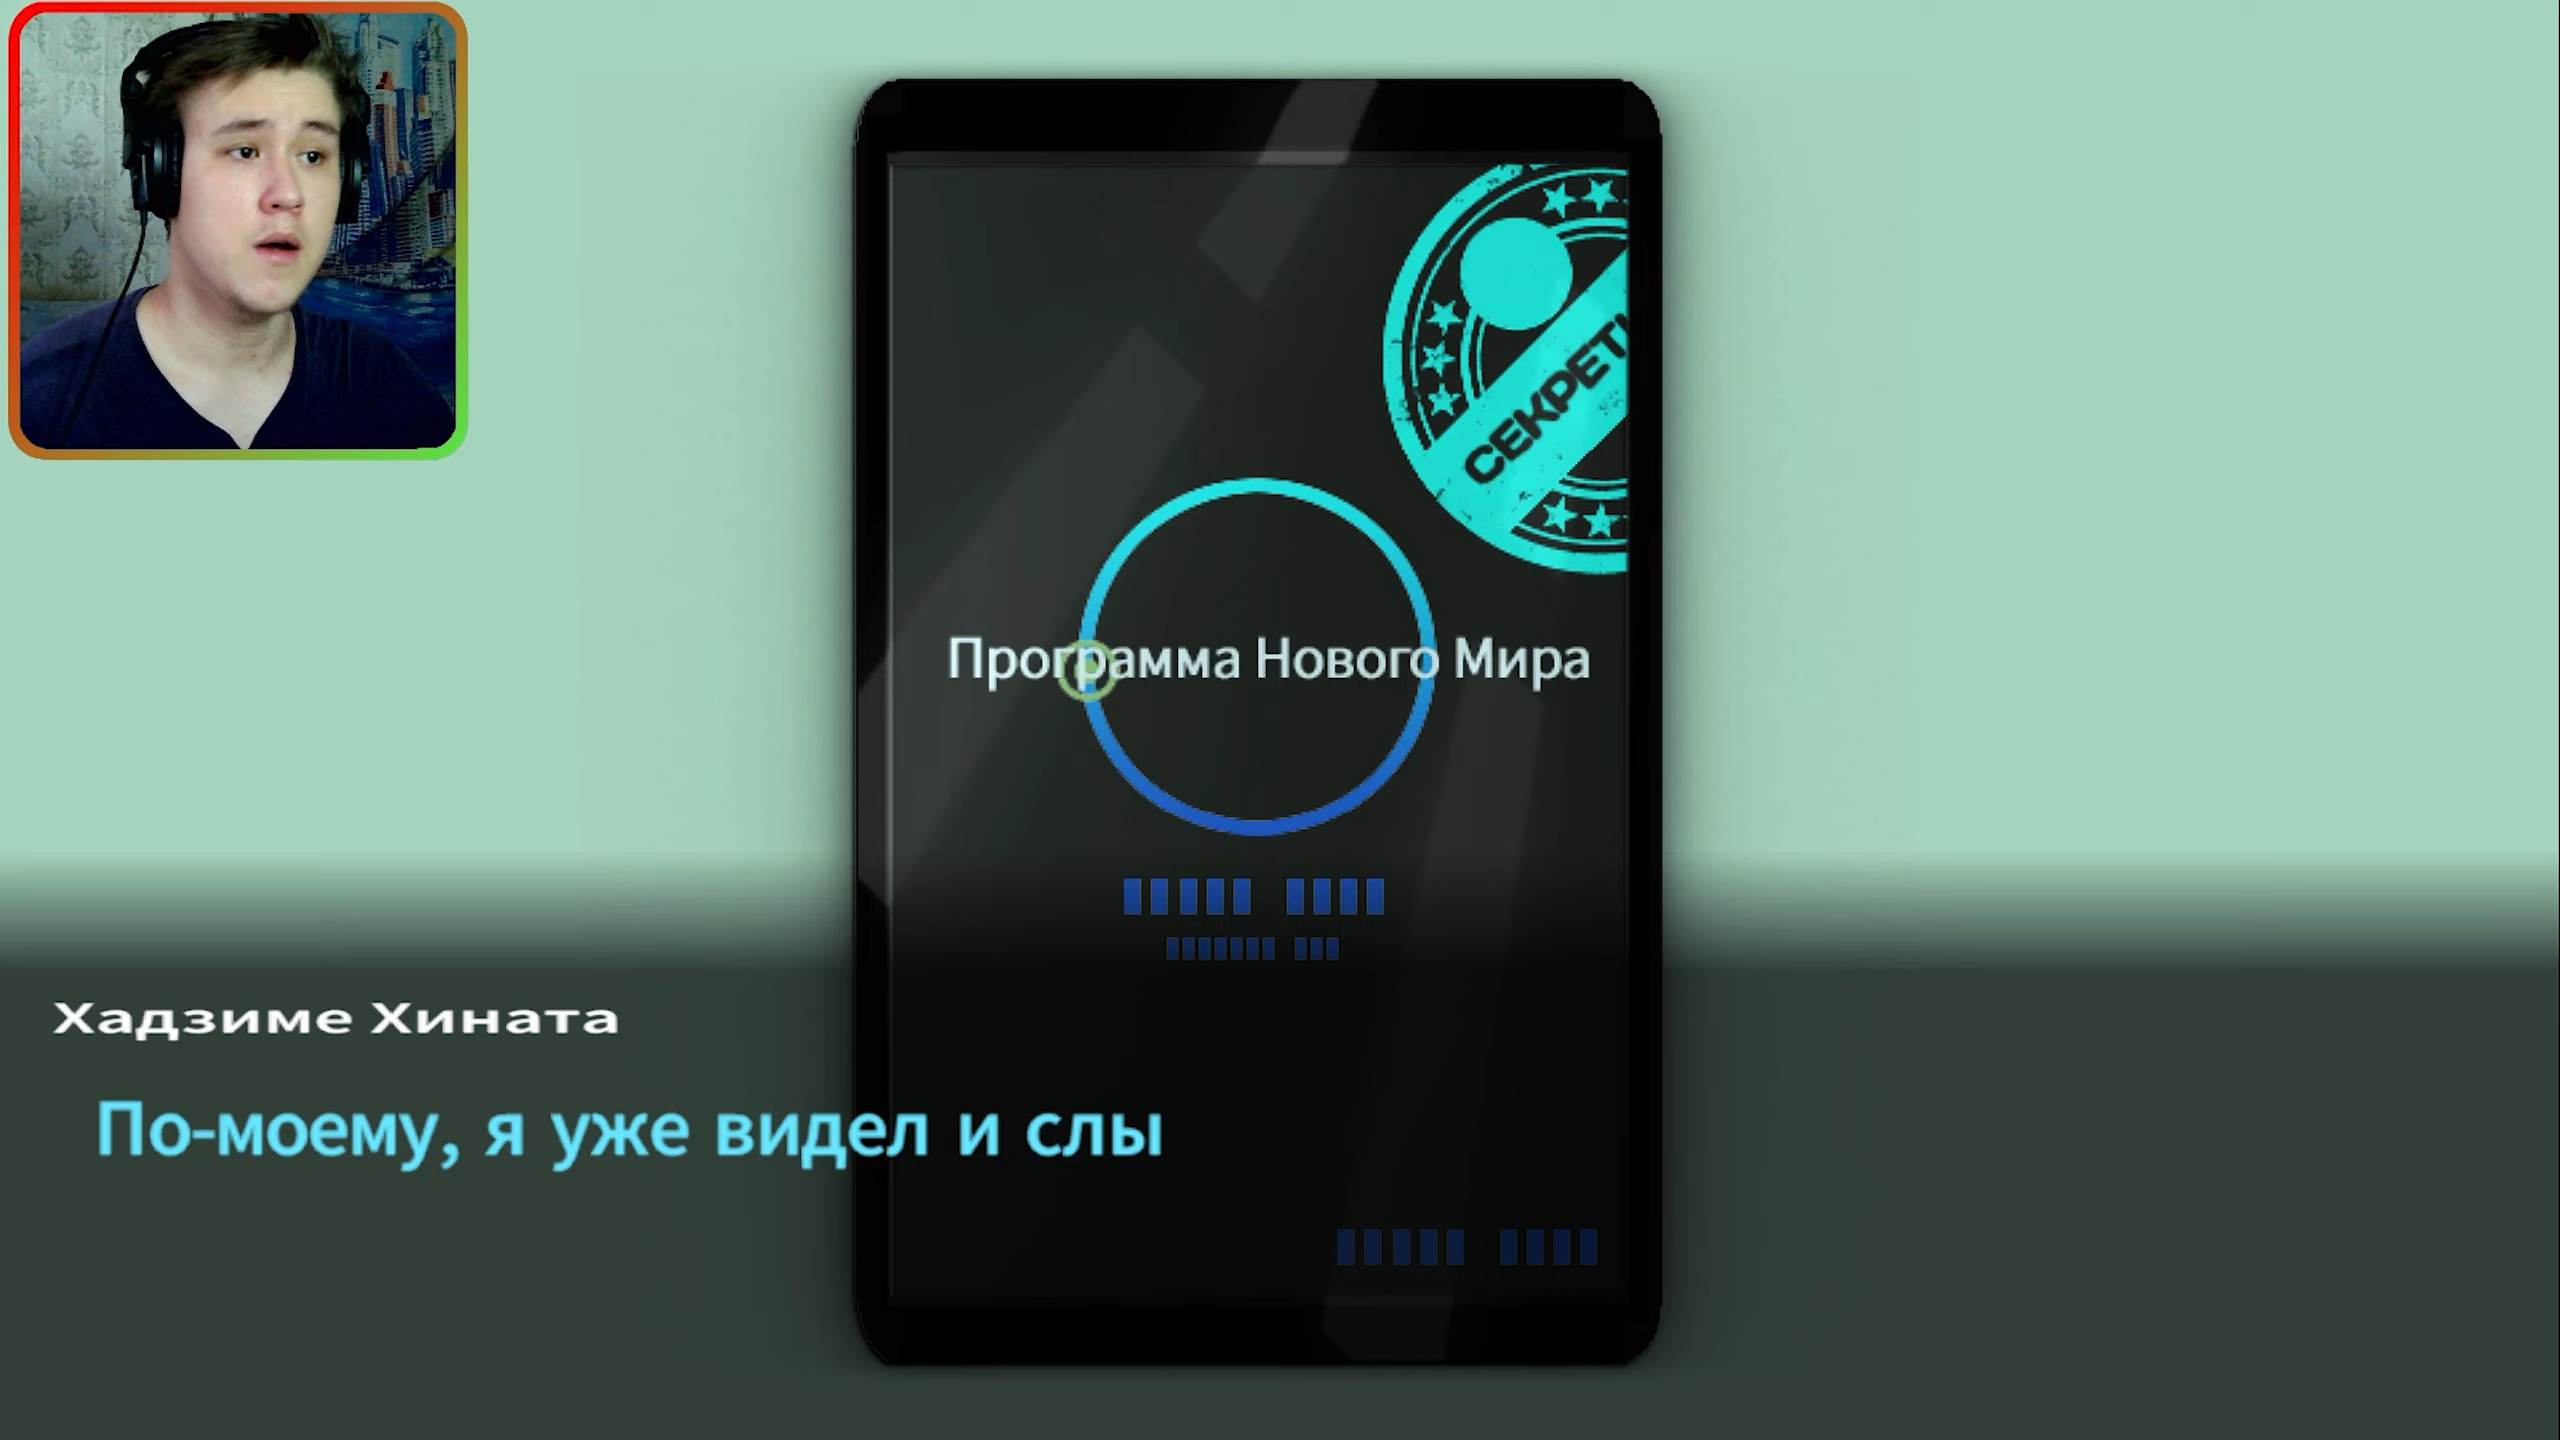 СЕКРЕТ
Программа Нового Мира
Хадзиме Хината
По-моему, я уже видел и слы